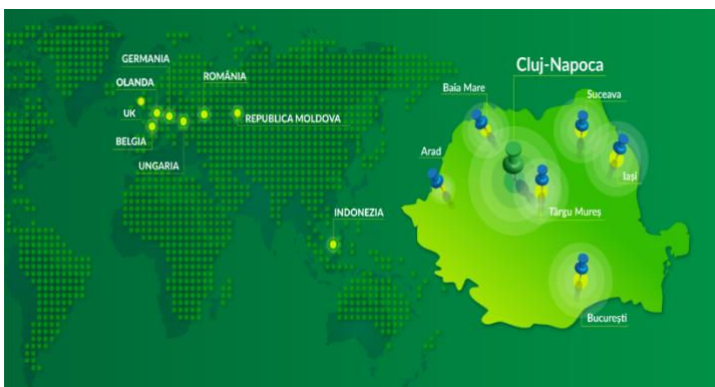 GERMANIA
OLANDA
ROMÂNIA
UK
REPUBLICA MOLDOVA
BELGIA
UNGARIA
INDONEZIA
Cluj-Napoca
Baia Mare
Suceava
Arad
Iași
Târgu Mureș
București